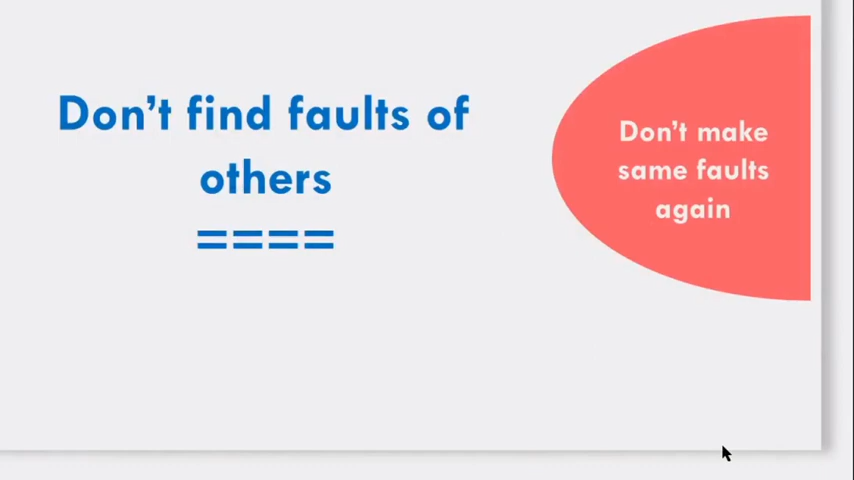 Don't find faults of
others
====
Don't make
same faults
again